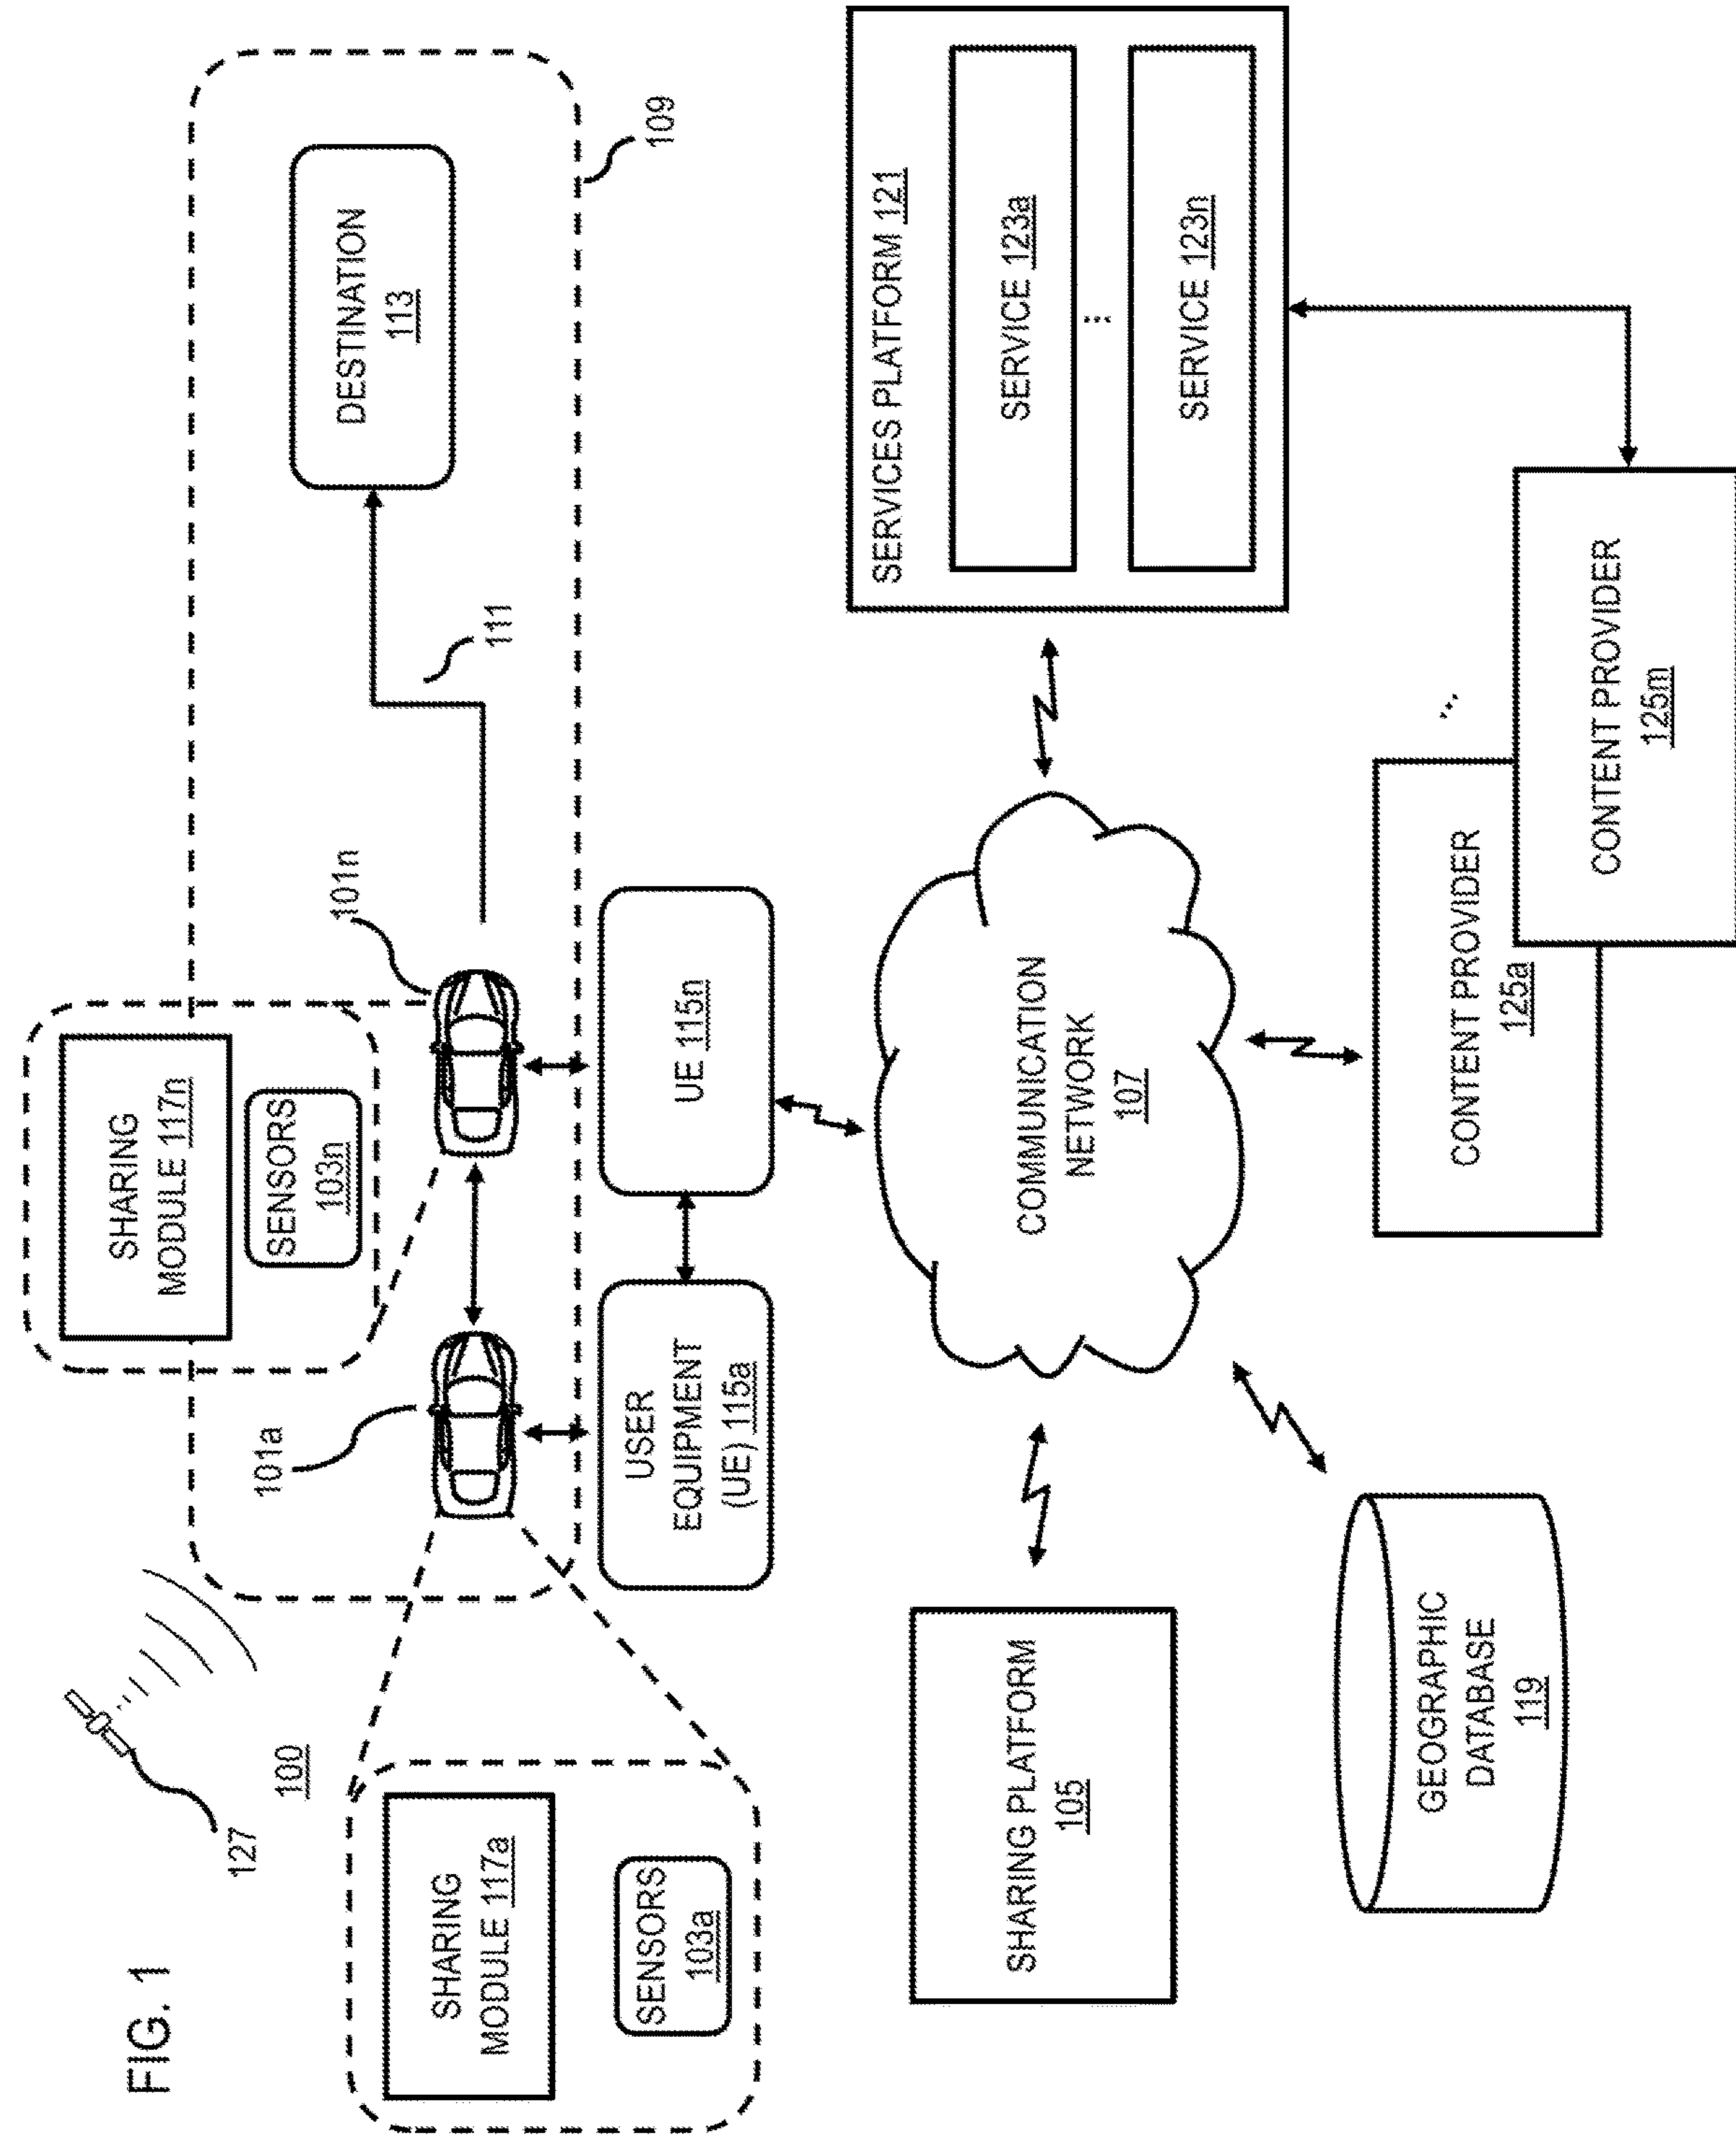 FIG. 1
127
100
SHARING
MODULE 117a
SENSORS
103a
SHARING
MODULE 117n
SENSORS
103n
101a
101n
111
DESTINATION
113
109
USER
EQUIPMENT
(UE) 115a
UE 115n
SHARING PLATFORM
105
COMMUNICATION
NETWORK
107
SERVICES PLATFORM 121
SERVICE 123a
...
SERVICE 123n
GEOGRAPHIC
DATABASE
119
CONTENT PROVIDER
125a
...
CONTENT PROVIDER
125m